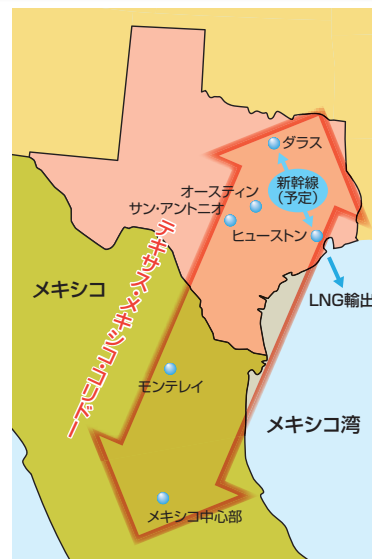 ダラス
新幹線
(予定)
オースティン
サン・アントニオ
ヒューストン
テキサス・メキシコ・コリドー
メキシコ
LNG輸出
モンテレイ
メキシコ湾
メキシコ中心部